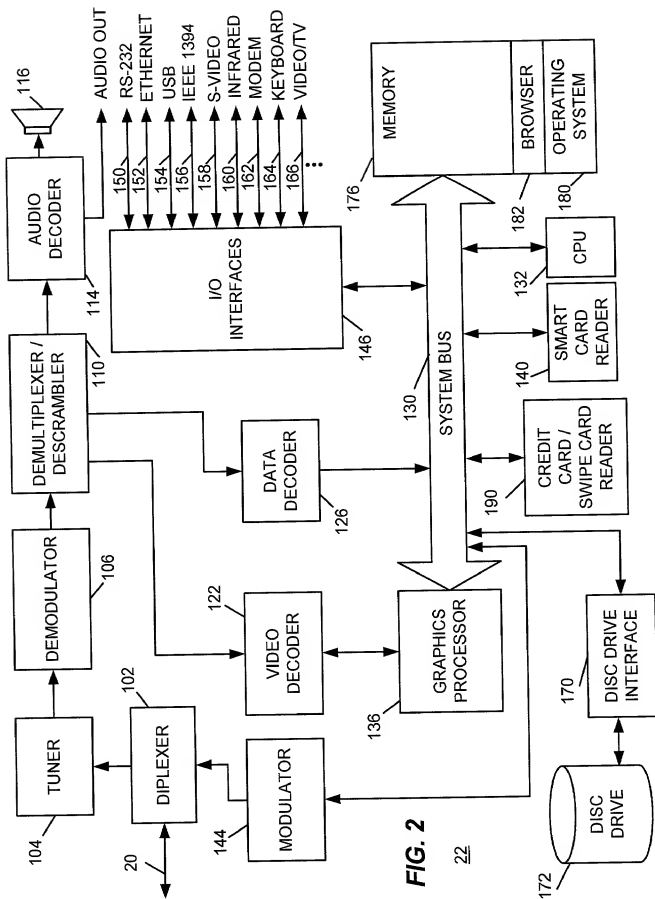 116
AUDIO OUT
RS-232
ETHERNET
USB
IEEE 1394
S-VIDEO
INFRARED
MODEM
KEYBOARD
VIDEO/TV
150
152
154
156
158
160
162
164
166
AUDIO
DECODER
114
I/O
INTERFACES
146
DEMULTIPLEXER /
DESCRAMBLER
110
DEMODULATOR
106
TUNER
104
DIPLEXER
102
20
MODULATOR
144
VIDEO
DECODER
122
DATA
DECODER
126
GRAPHICS
PROCESSOR
136
SYSTEM BUS
130
MEMORY
176
BROWSER
182
OPERATING
SYSTEM
180
CPU
132
SMART
CARD
READER
140
CREDIT
CARD /
SWIPE CARD
READER
190
DISC DRIVE
INTERFACE
170
DISC
DRIVE
172
FIG. 2
22